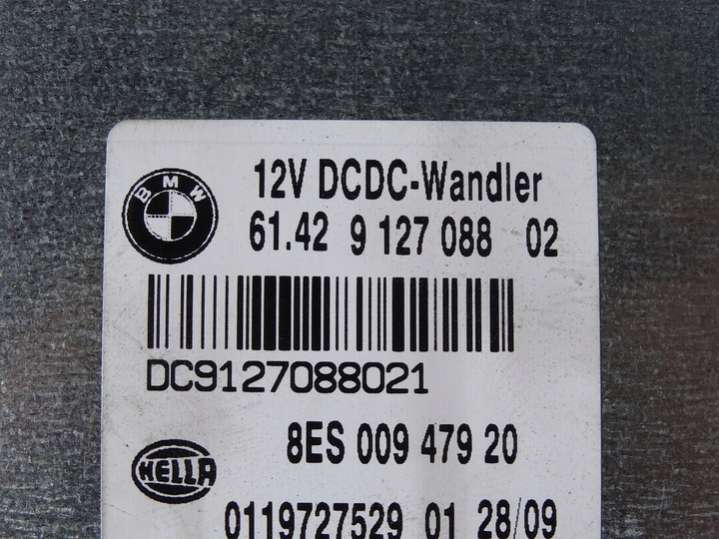 BMW
12V DCDC-Wandler
61.42 9 127 088 02
DC9127088021
8ES 009 479 20
HELLA
0119727529 01 28/09